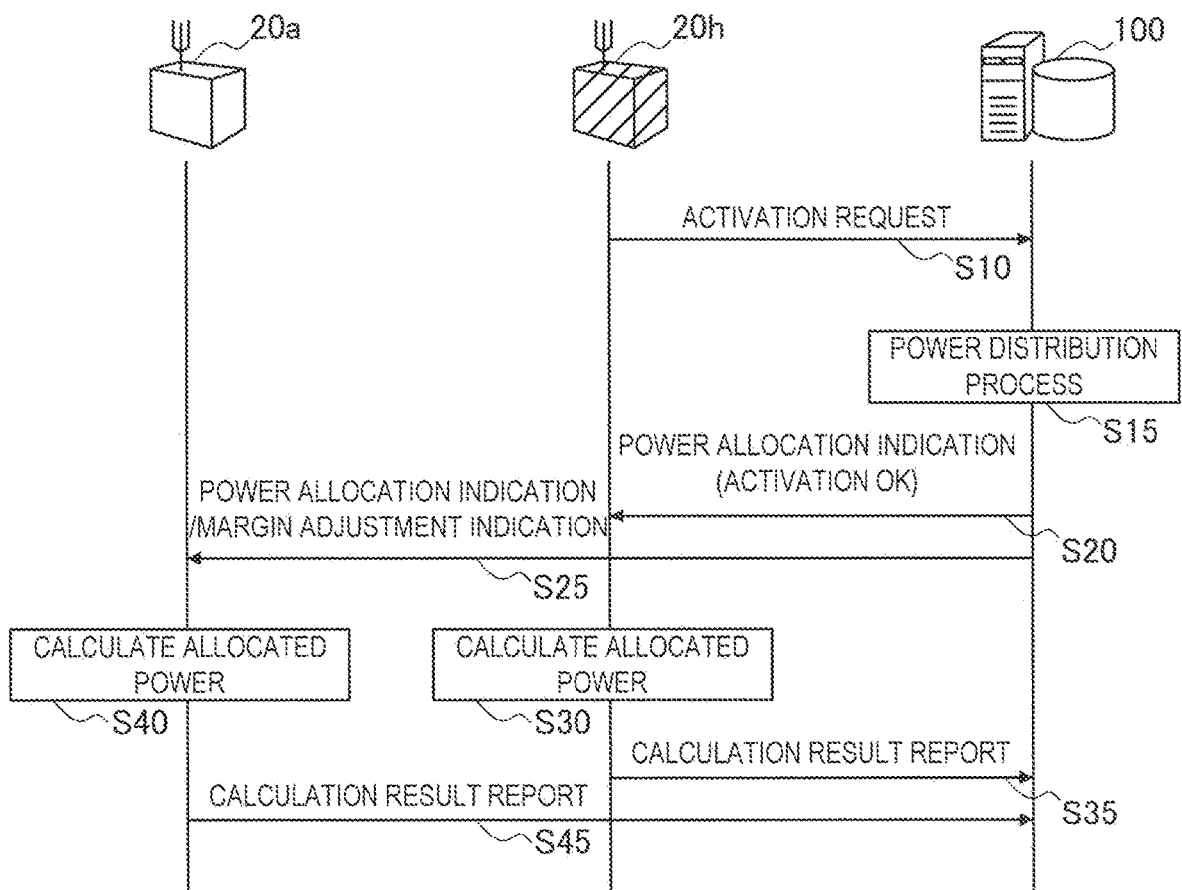 20a
20h
100
ACTIVATION REQUEST
S10
POWER DISTRIBUTION
PROCESS
S15
POWER ALLOCATION INDICATION
(ACTIVATION OK)
S20
POWER ALLOCATION INDICATION
/MARGIN ADJUSTMENT INDICATION
S25
CALCULATE ALLOCATED
POWER
S40
CALCULATE ALLOCATED
POWER
S30
CALCULATION RESULT REPORT
S35
CALCULATION RESULT REPORT
S45